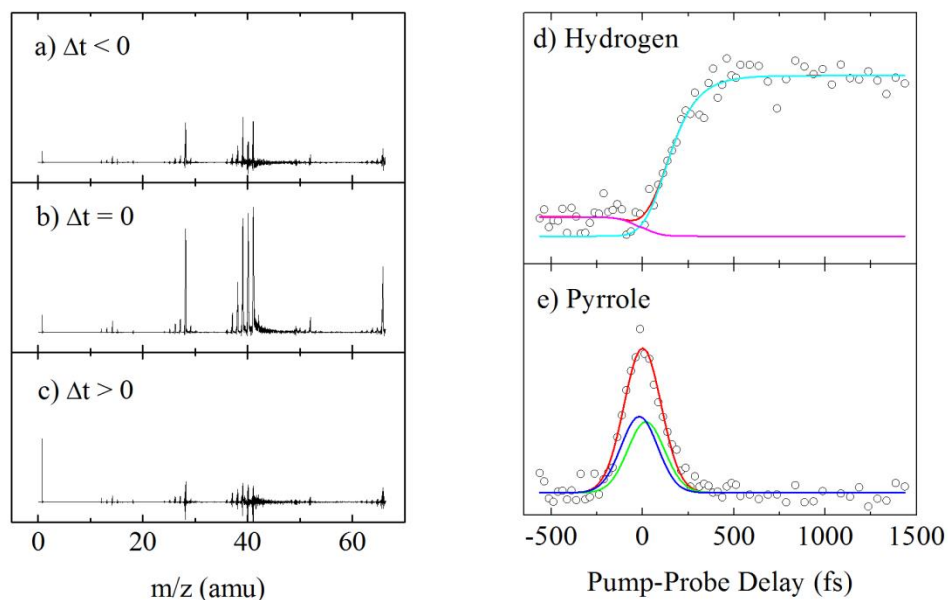 a) Δt < 0
b) Δt = 0
c) Δt > 0
0 20 40 60
m/z (amu)
d) Hydrogen
e) Pyrrole
-500 0 500 1000 1500
Pump-Probe Delay (fs)